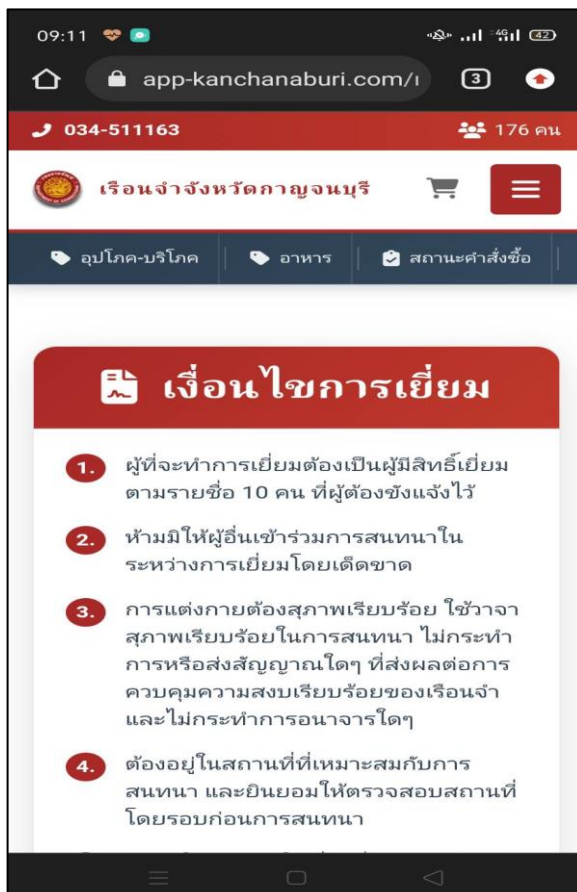 09:11
4G 42
app-kanchanaburi.com/
3
034-511163
176 คน
เรือนจำจังหวัดกาญจนบุรี
อุปโภค-บริโภค
อาหาร
สถานะคำสั่งซื้อ
เงื่อนไขการเยี่ยม
1. ผู้ที่จะทำการเยี่ยมต้องเป็นผู้มีสิทธิ์เยี่ยม
ตามรายชื่อ 10 คน ที่ผู้ต้องขังแจ้งไว้
2. ห้ามมิให้ผู้อื่นเข้าร่วมการสนทนาใน
ระหว่างการเยี่ยมโดยเด็ดขาด
3. การแต่งกายต้องสุภาพเรียบร้อย ใช้วาจา
สุภาพเรียบร้อยในการสนทนา ไม่กระทำ
การหรือส่งสัญญาณใดๆ ที่ส่งผลต่อการ
ควบคุมความสงบเรียบร้อยของเรือนจำ
และไม่กระทำการอนาจารใดๆ
4. ต้องอยู่ในสถานที่ที่เหมาะสมกับการ
สนทนา และยินยอมให้ตรวจสอบสถานที่
โดยรอบก่อนการสนทนา